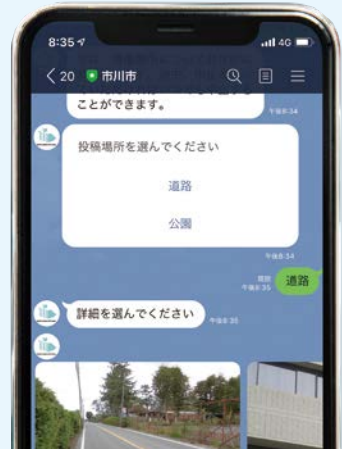 8:35
4G
20 市川市
ことができます。
午後8:34
投稿場所を選んでください
道路
公園
午後8:34
既読
午後8:35
道路
詳細を選んでください
午後8:35